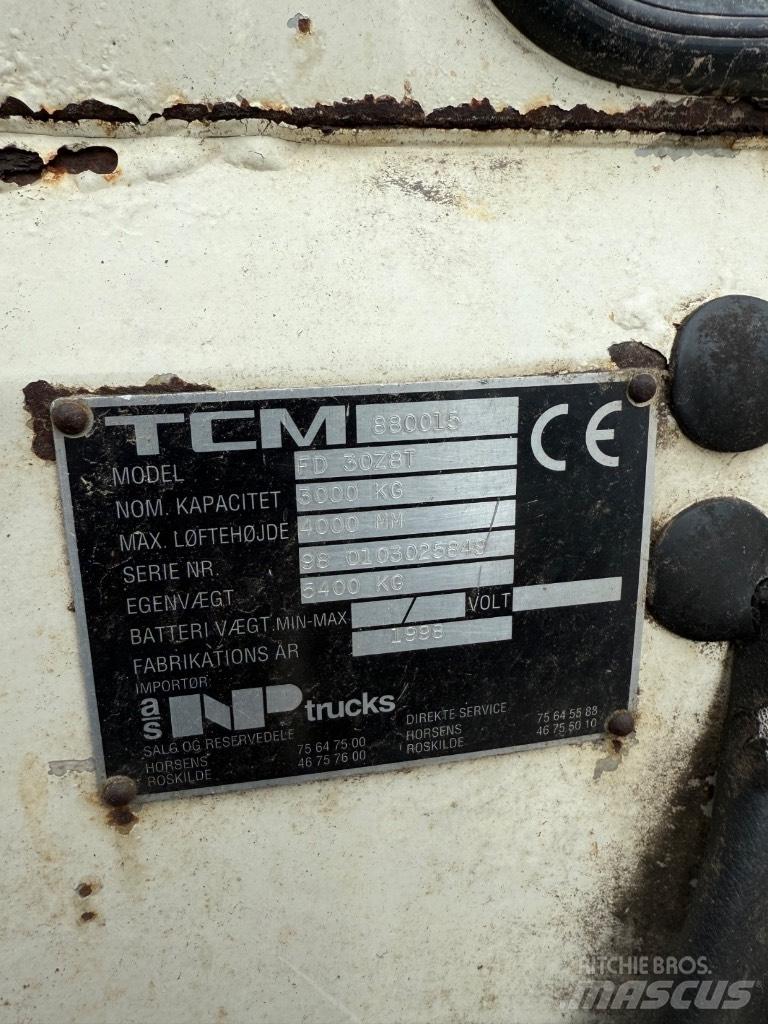 TCM 880015 CE
MODEL FD 30Z8T
NOM. KAPACITET 3000 KG
MAX. LØFTEHØJDE 4000 MM
SERIE NR. 98 0103025848
EGENVÆGT 5400 KG
BATTERI VÆGT.MIN-MAX / VOLT
FABRIKATIONS ÅR 1998
IMPORTØR
a/s NP trucks
SALG OG RESERVEDELE
HORSENS 75 64 75 00
ROSKILDE 46 75 76 00
DIREKTE SERVICE
HORSENS 75 64 55 88
ROSKILDE 46 75 50 10
RITCHIE BROS.
MASCUS